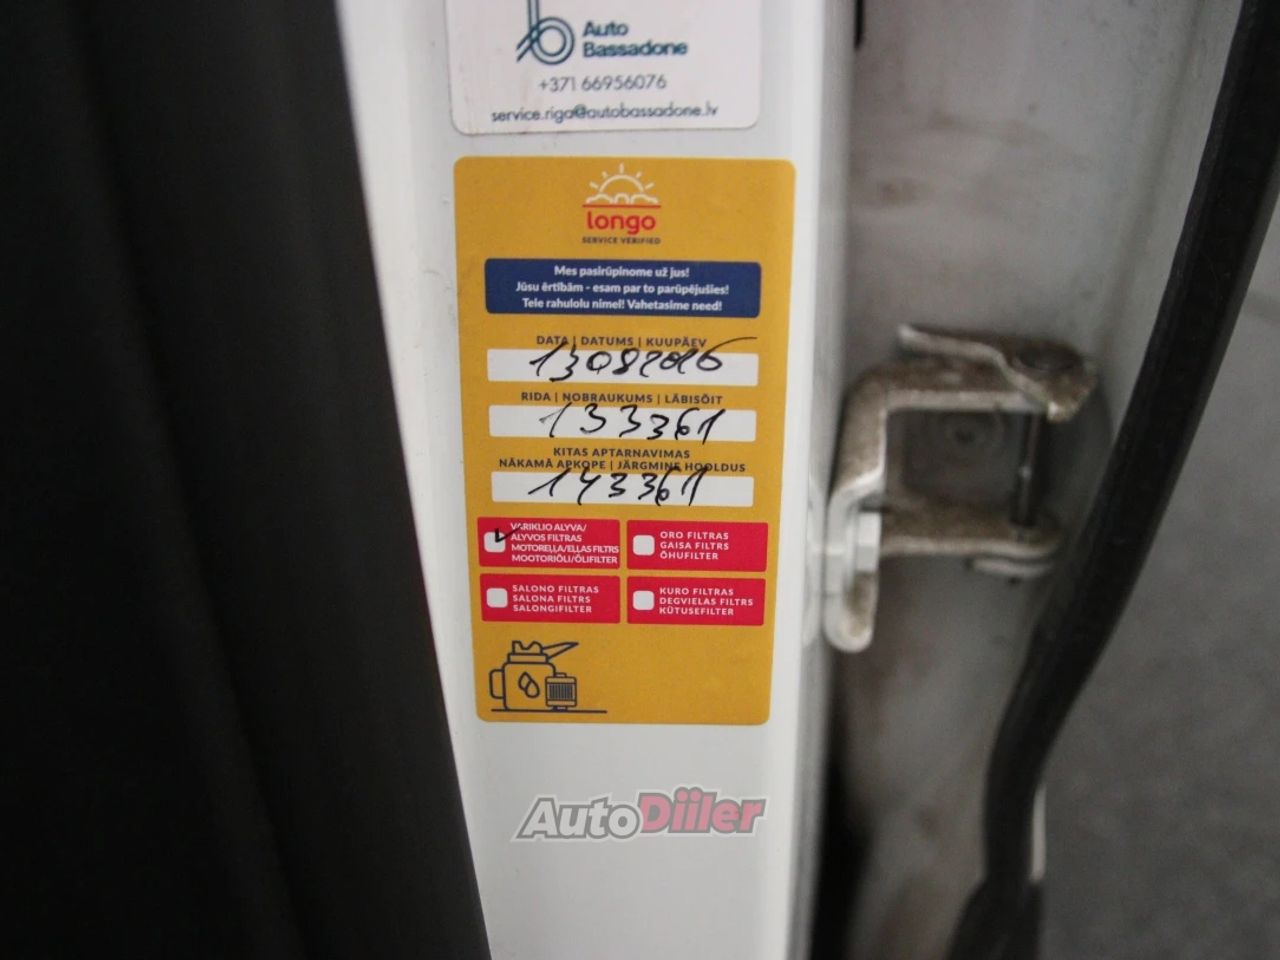 Auto
Bassadone
+371 66956076
service.riga@autobassadone.lv
longo
SERVICE VERIFIED
Mes pasirūpinome už jus!
Jūsu ērtībām - esam par to parūpējušies!
Teie rahulolu nimel! Vahetasime need!
DATA | DATUMS | KUUPÄEV
RIDA | NOBRAUKUMS | LÄBISÕIT
133361
KITAS APTARNAVIMAS
NĀKAMĀ APKOPE | JÄRGMINE HOOLDUS
143361
VARIKLIO ALYVA/
ALYVOS FILTRAS
MOTOREĻĻA/EĻĻAS FILTRS
MOOTORIÕLI/ÕLIFILTER
ORO FILTRAS
GAISA FILTRS
ÕHUFILTER
SALONO FILTRAS
SALONA FILTRS
SALONGIFILTER
KURO FILTRAS
DEGVIELAS FILTRS
KÜTUSEFILTER
AutoDiiler